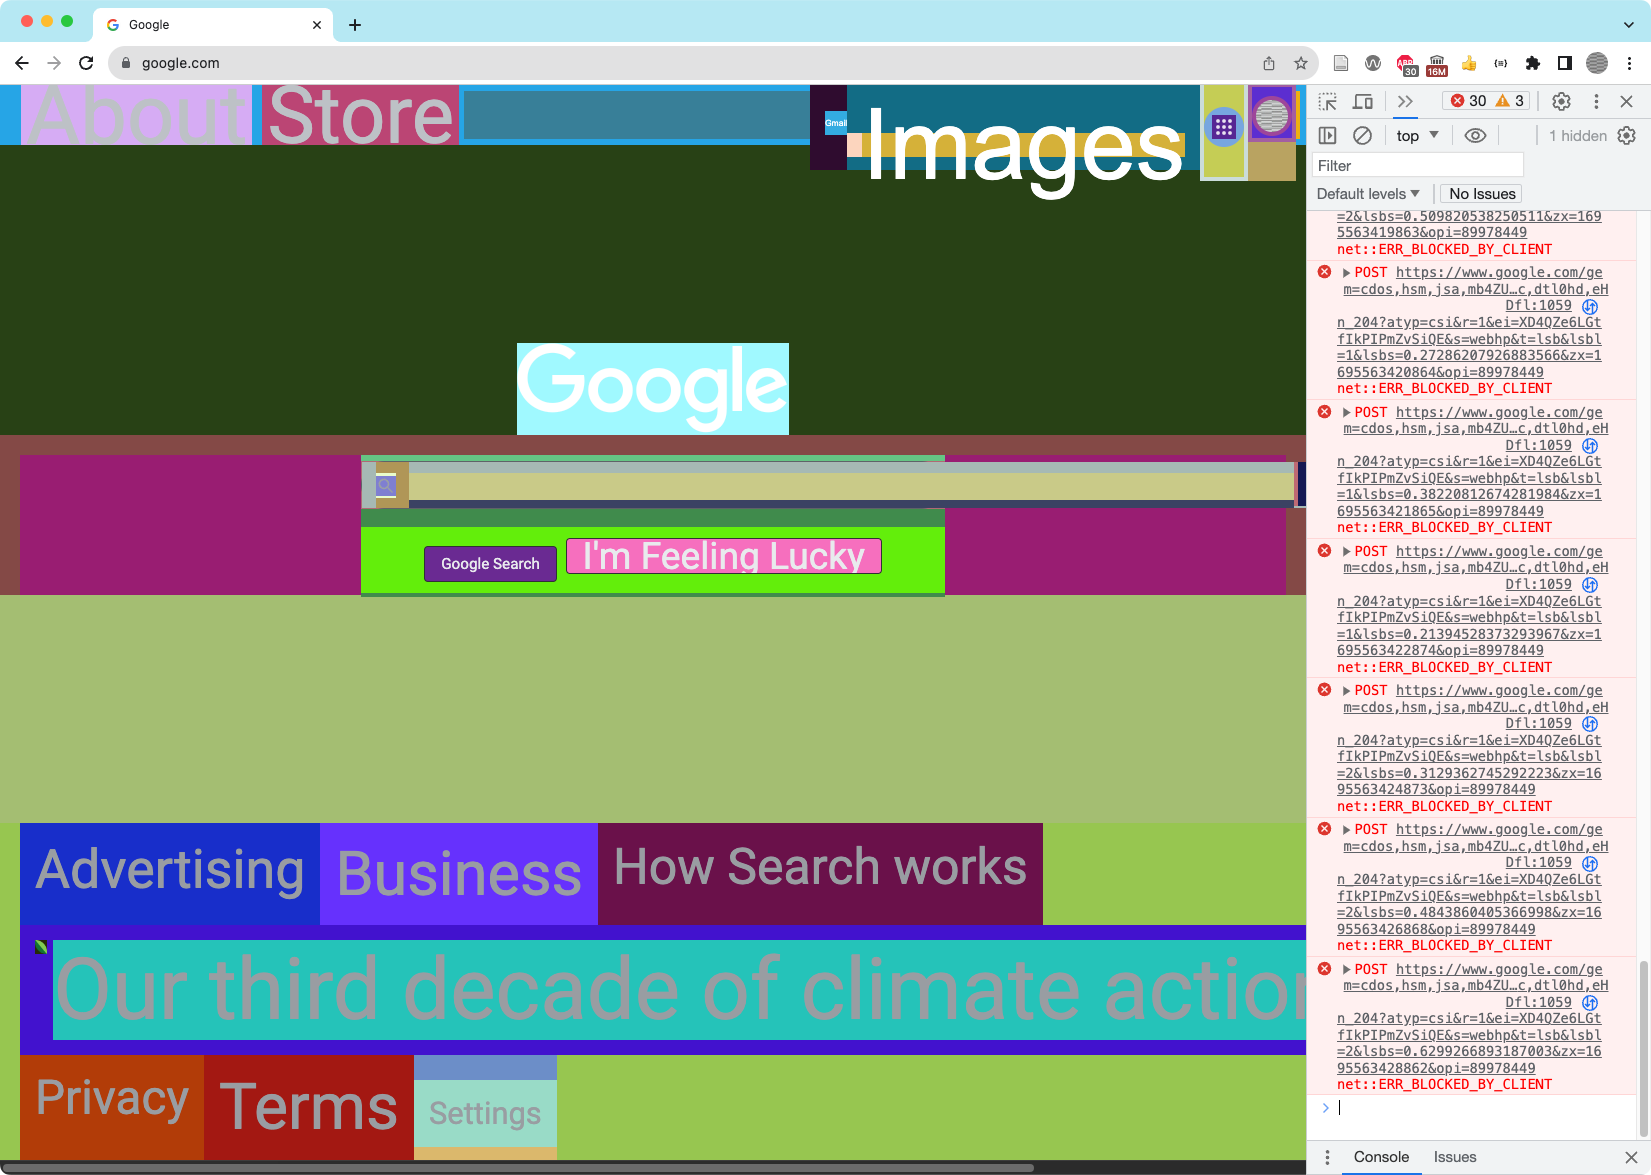 Google
google.com
ABP
30
16M
About
Store
Gmail
Images
Google
Google Search
I'm Feeling Lucky
Advertising
Business
How Search works
Our third decade of climate action
Privacy
Terms
Settings
30
3
top
1 hidden
Filter
Default levels
No Issues
=2&lsbs=0.509820538250511&zx=169
5563419863&opi=89978449
net::ERR_BLOCKED_BY_CLIENT
POST https://www.google.com/ge
m=cdos,hsm,jsa,mb4ZU…c,dtl0hd,eH
Dfl:1059
n_204?atyp=csi&r=1&ei=XD4QZe6LGt
fIkPIPmZvSiQE&s=webhp&t=lsb&lsbl
=1&lsbs=0.27286207926883566&zx=1
695563420864&opi=89978449
net::ERR_BLOCKED_BY_CLIENT
POST https://www.google.com/ge
m=cdos,hsm,jsa,mb4ZU…c,dtl0hd,eH
Dfl:1059
n_204?atyp=csi&r=1&ei=XD4QZe6LGt
fIkPIPmZvSiQE&s=webhp&t=lsb&lsbl
=1&lsbs=0.38220812674281984&zx=1
695563421865&opi=89978449
net::ERR_BLOCKED_BY_CLIENT
POST https://www.google.com/ge
m=cdos,hsm,jsa,mb4ZU…c,dtl0hd,eH
Dfl:1059
n_204?atyp=csi&r=1&ei=XD4QZe6LGt
fIkPIPmZvSiQE&s=webhp&t=lsb&lsbl
=1&lsbs=0.21394528373293967&zx=1
695563422874&opi=89978449
net::ERR_BLOCKED_BY_CLIENT
POST https://www.google.com/ge
m=cdos,hsm,jsa,mb4ZU…c,dtl0hd,eH
Dfl:1059
n_204?atyp=csi&r=1&ei=XD4QZe6LGt
fIkPIPmZvSiQE&s=webhp&t=lsb&lsbl
=2&lsbs=0.3129362745292223&zx=16
95563424873&opi=89978449
net::ERR_BLOCKED_BY_CLIENT
POST https://www.google.com/ge
m=cdos,hsm,jsa,mb4ZU…c,dtl0hd,eH
Dfl:1059
n_204?atyp=csi&r=1&ei=XD4QZe6LGt
fIkPIPmZvSiQE&s=webhp&t=lsb&lsbl
=2&lsbs=0.4843860405366998&zx=16
95563426868&opi=89978449
net::ERR_BLOCKED_BY_CLIENT
POST https://www.google.com/ge
m=cdos,hsm,jsa,mb4ZU…c,dtl0hd,eH
Dfl:1059
n_204?atyp=csi&r=1&ei=XD4QZe6LGt
fIkPIPmZvSiQE&s=webhp&t=lsb&lsbl
=2&lsbs=0.6299266893187003&zx=16
95563428862&opi=89978449
net::ERR_BLOCKED_BY_CLIENT
Console
Issues